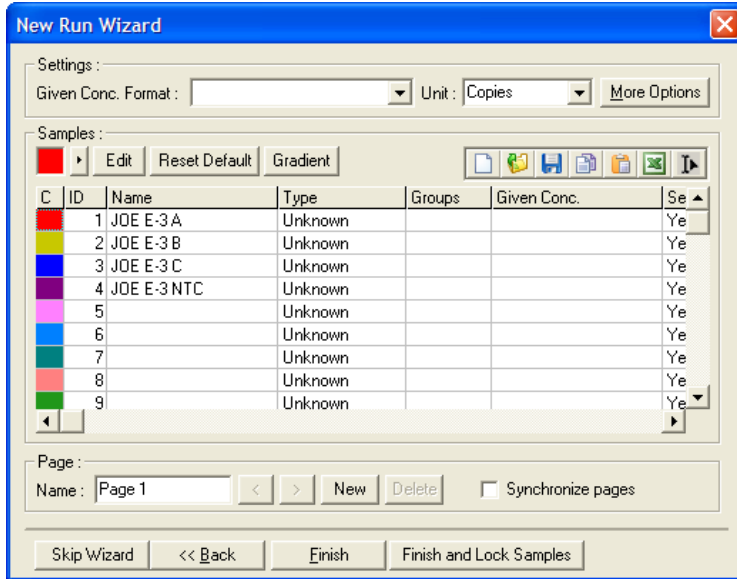 New Run Wizard
Settings :
Given Conc. Format : Unit : Copies More Options
Samples :
Edit Reset Default Gradient
C ID Name Type Groups Given Conc. Se
1 JOE E-3 A Unknown Ye
2 JOE E-3 B Unknown Ye
3 JOE E-3 C Unknown Ye
4 JOE E-3 NTC Unknown Ye
5 Unknown Ye
6 Unknown Ye
7 Unknown Ye
8 Unknown Ye
9 Unknown Ye
Page :
Name : Page 1 < > New Delete Synchronize pages
Skip Wizard << Back Finish Finish and Lock Samples